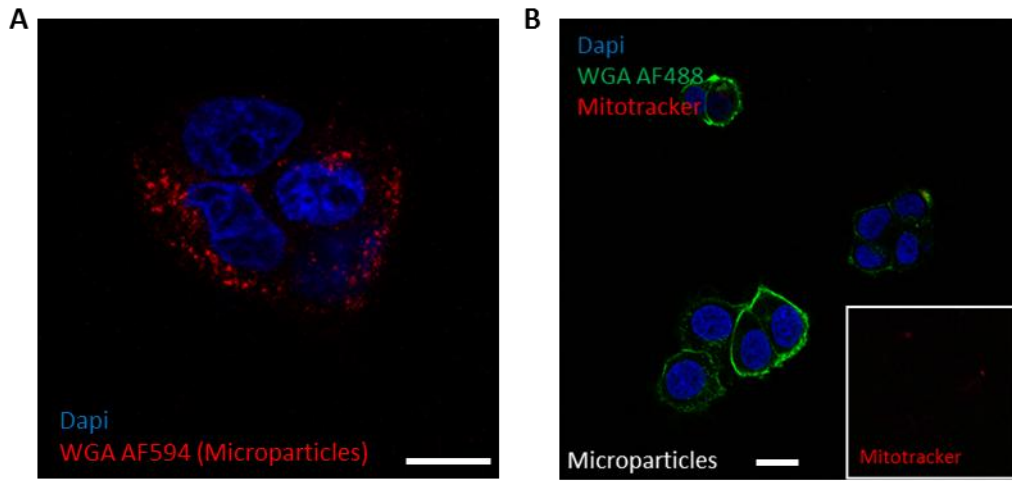 A
Dapi
WGA AF594 (Microparticles)
B
Dapi
WGA AF488
Mitotracker
Microparticles
Mitotracker